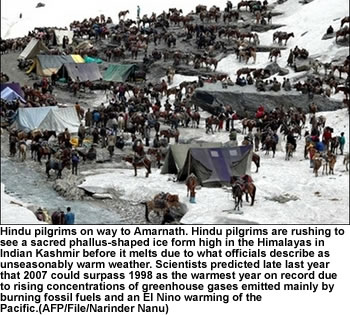 Hindu pilgrims on way to Amarnath. Hindu pilgrims are rushing to
see a sacred phallus-shaped ice form high in the Himalayas in
Indian Kashmir before it melts due to what officials describe as
unseasonably warm weather. Scientists predicted late last year
that 2007 could surpass 1998 as the warmest year on record due
to rising concentrations of greenhouse gases emitted mainly by
burning fossil fuels and an El Nino warming of the
Pacific.(AFP/File/Narinder Nanu)